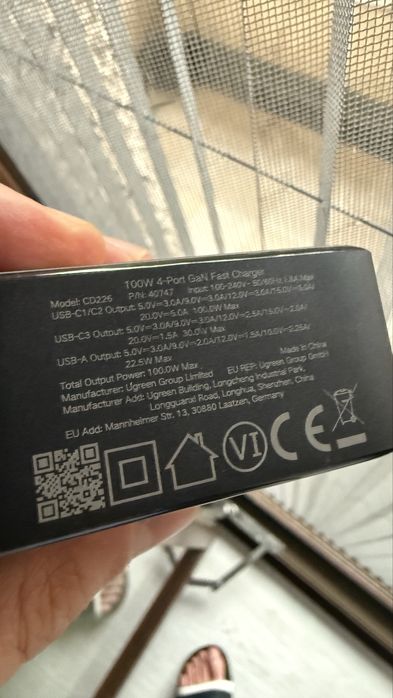 100W 4-Port GaN Fast Charger
Model: CD226 P/N: 40747 Input: 100-240V~ 50/60Hz 1.8A Max
USB-C1/C2 Output: 5.0V⎓3.0A/9.0V⎓3.0A/12.0V⎓3.0A/15.0V⎓3.0A/
20.0V⎓5.0A 100.0W Max
USB-C3 Output: 5.0V⎓3.0A/9.0V⎓3.0A/12.0V⎓2.5A/15.0V⎓2.0A/
20.0V⎓1.5A 30.0W Max
USB-A Output: 5.0V⎓3.0A/9.0V⎓2.0A/12.0V⎓1.5A/10.0V⎓2.25A/
22.5W Max
Total Output Power: 100.0W Max Made in China
Manufacturer: Ugreen Group Limited EU REP: Ugreen Group GmbH
Manufacturer Add: Ugreen Building, Longcheng Industrial Park,
Longguanxi Road, Longhua, Shenzhen, China
EU Add: Mannheimer Str. 13, 30880 Laatzen, Germany
VI CE